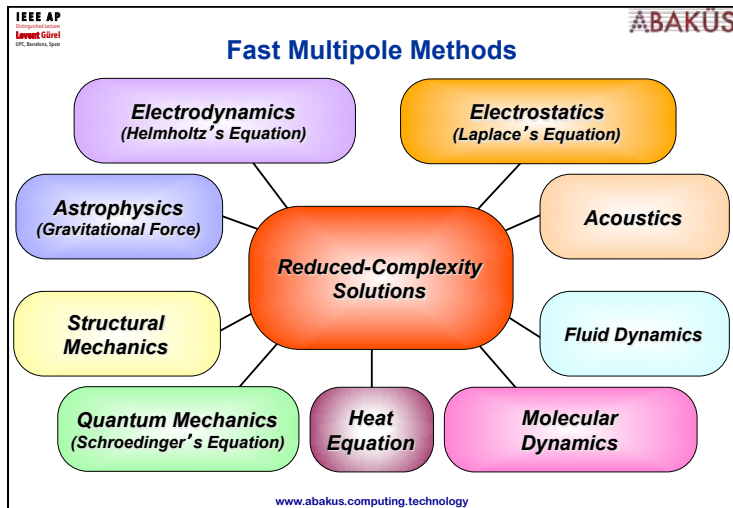 IEEE AP
Distinguished Lecturer
Levent Gürel
UPC, Barcelona, Spain
ABAKÜS
Fast Multipole Methods
Electrodynamics
(Helmholtz's Equation)
Electrostatics
(Laplace's Equation)
Astrophysics
(Gravitational Force)
Acoustics
Reduced-Complexity
Solutions
Structural
Mechanics
Fluid Dynamics
Quantum Mechanics
(Schroedinger's Equation)
Heat
Equation
Molecular
Dynamics
www.abakus.computing.technology